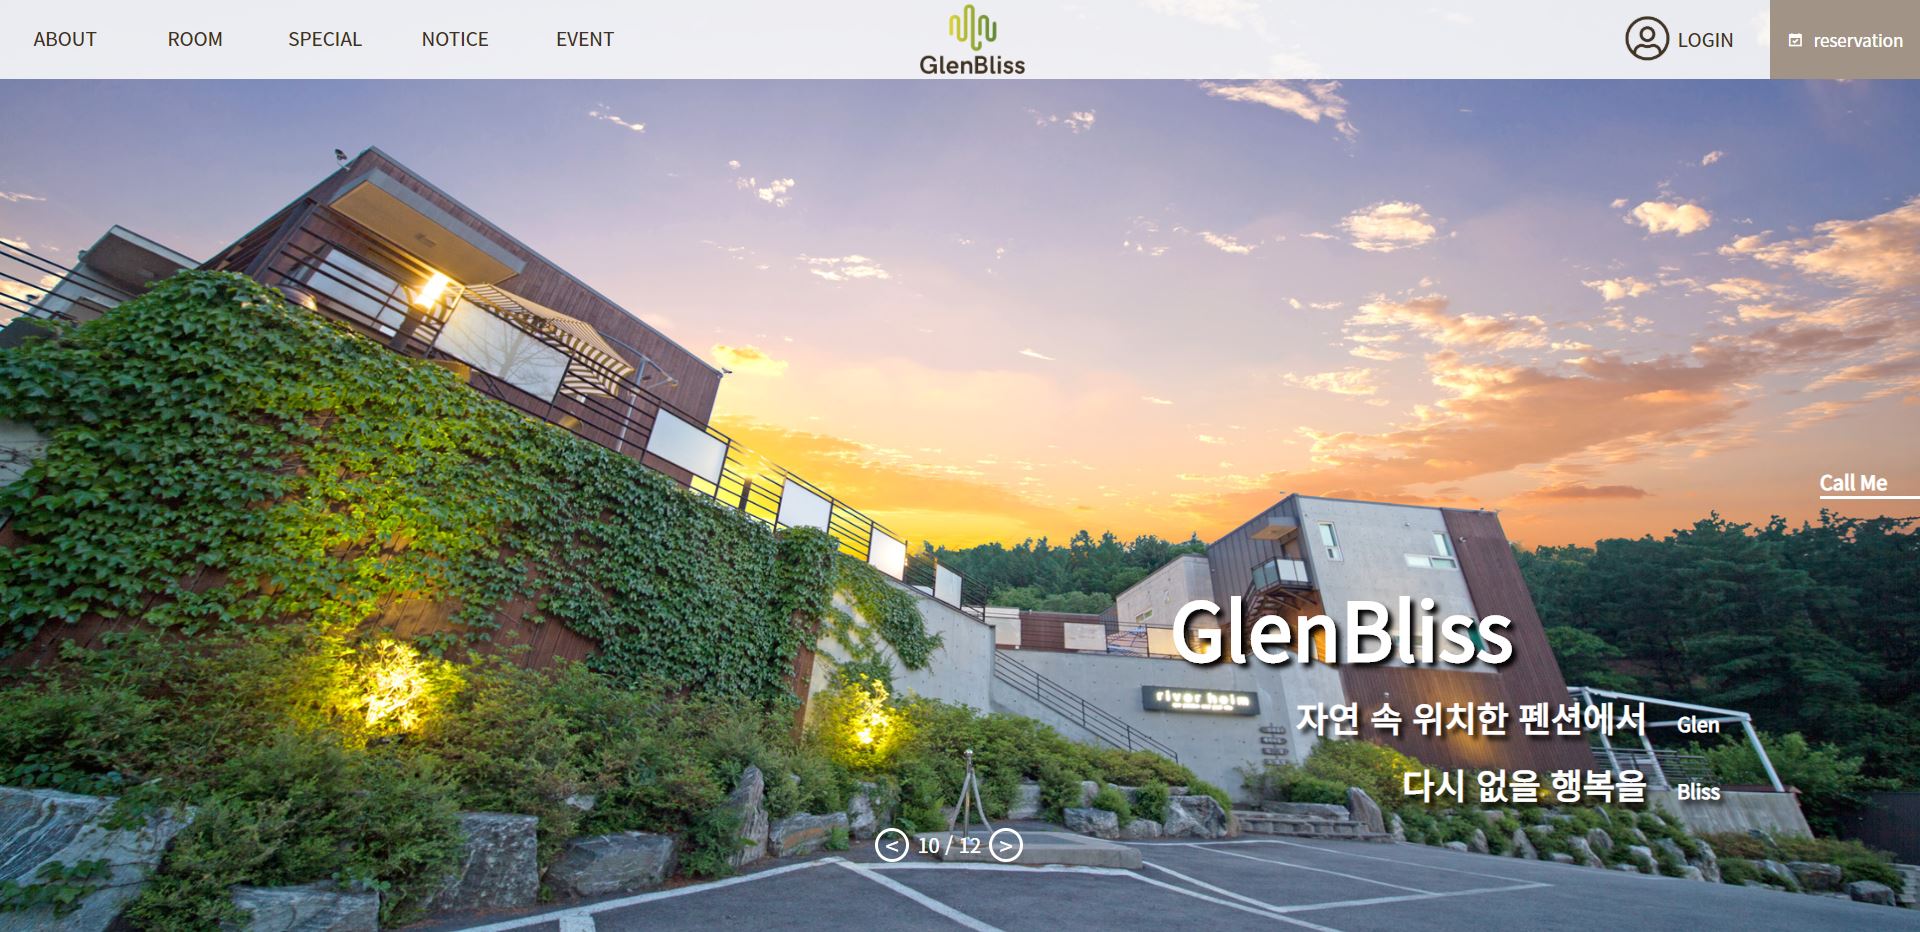 ABOUT ROOM SPECIAL NOTICE EVENT
GlenBliss
LOGIN
reservation
Call Me
GlenBliss
river heim
자연 속 위치한 펜션에서 Glen
다시 없을 행복을 Bliss
< 10 / 12 >